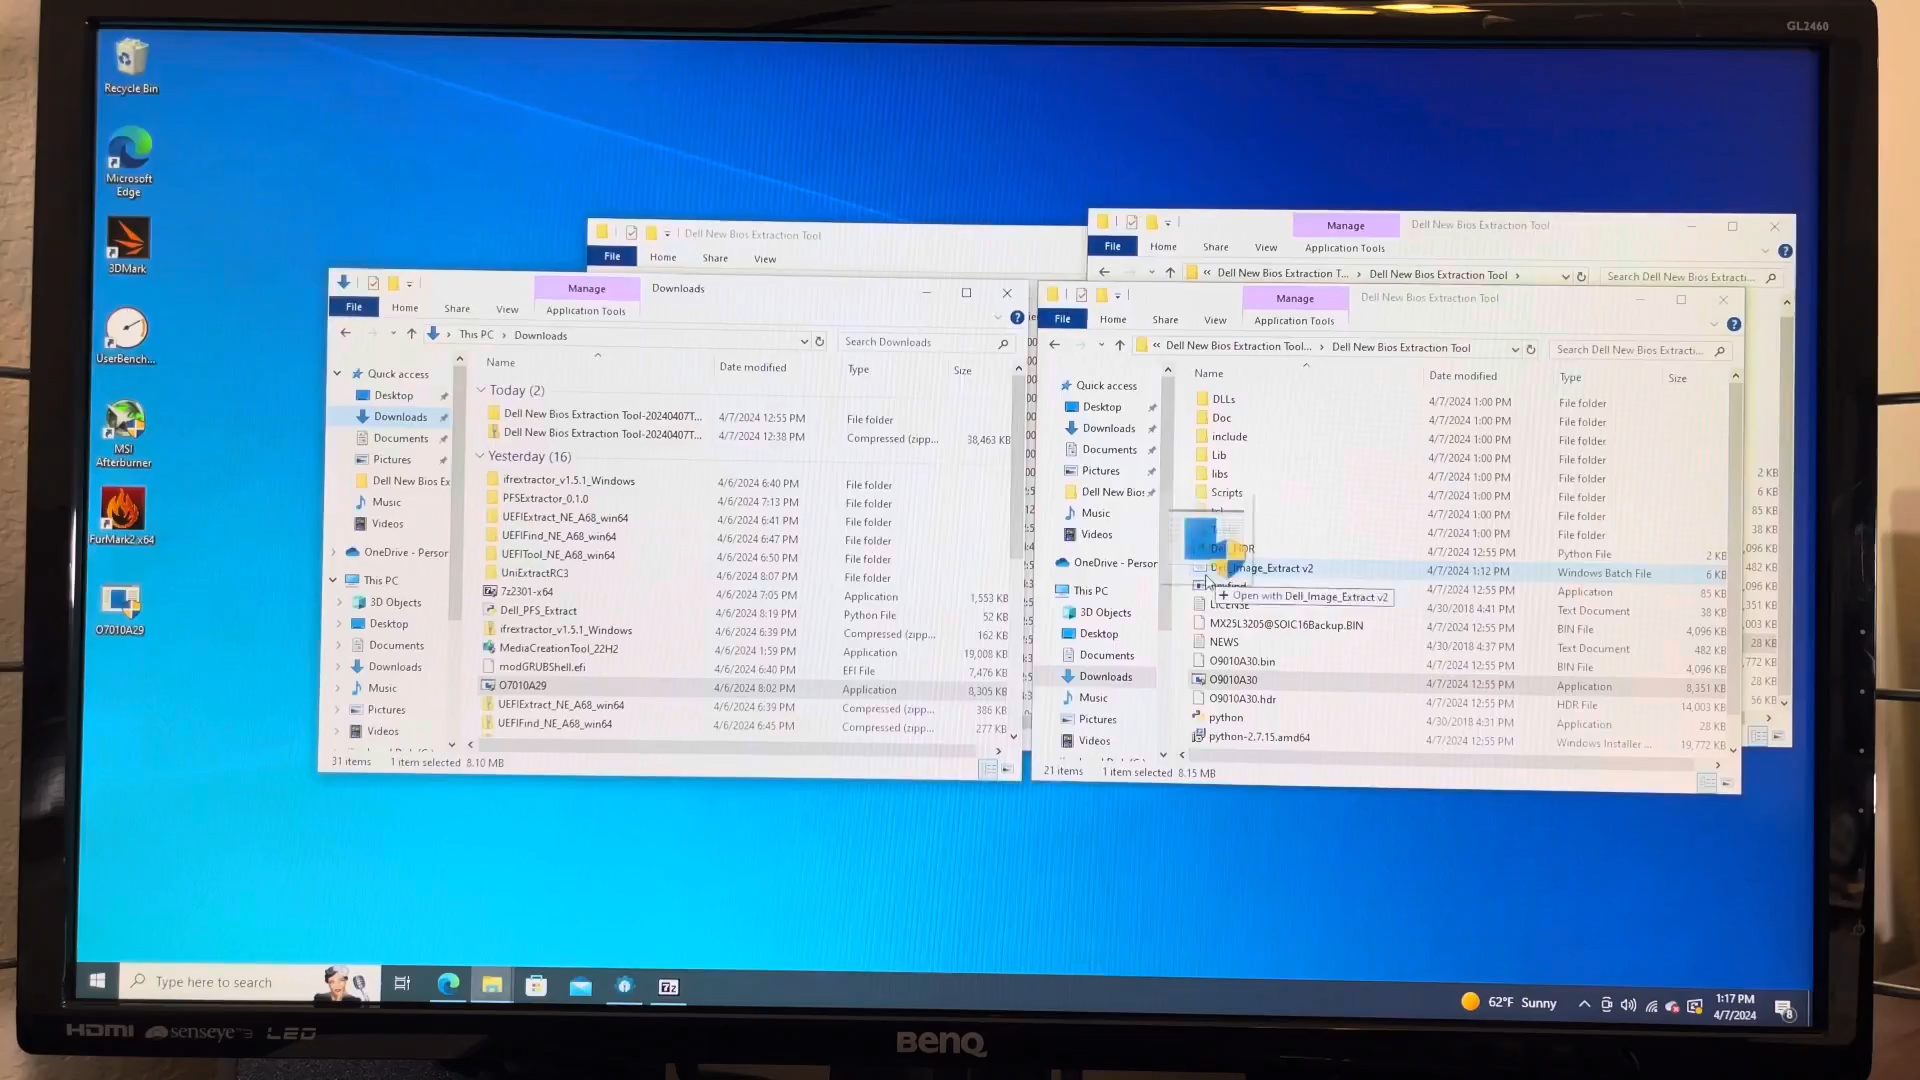 GL2460
Recycle Bin
Microsoft
Edge
3DMark
UserBench...
MSI
Afterburner
FurMark2 x64
O7010A29
Dell New Bios Extraction Tool
File Home Share View
Manage Dell New Bios Extraction Tool
File Home Share View Application Tools
« Dell New Bios Extraction T... › Dell New Bios Extraction Tool › Search Dell New Bios Extracti...
Manage Downloads
File Home Share View Application Tools
› This PC › Downloads Search Downloads
Name Date modified Type Size
Quick access
Desktop
Downloads
Documents
Pictures
Dell New Bios Ex
Music
Videos
OneDrive - Person
This PC
3D Objects
Desktop
Documents
Downloads
Music
Pictures
Videos
Today (2)
Dell New Bios Extraction Tool-20240407T... 4/7/2024 12:55 PM File folder
Dell New Bios Extraction Tool-20240407T... 4/7/2024 12:38 PM Compressed (zipp... 38,463 KB
Yesterday (16)
ifrextractor_v1.5.1_Windows 4/6/2024 6:40 PM File folder
PFSExtractor_0.1.0 4/6/2024 7:13 PM File folder
UEFIExtract_NE_A68_win64 4/6/2024 6:41 PM File folder
UEFIFind_NE_A68_win64 4/6/2024 6:47 PM File folder
UEFITool_NE_A68_win64 4/6/2024 6:50 PM File folder
UniExtractRC3 4/6/2024 8:07 PM File folder
7z2301-x64 4/6/2024 7:05 PM Application 1,553 KB
Dell_PFS_Extract 4/6/2024 8:19 PM Python File 52 KB
ifrextractor_v1.5.1_Windows 4/6/2024 6:39 PM Compressed (zipp... 162 KB
MediaCreationTool_22H2 4/6/2024 1:59 PM Application 19,008 KB
modGRUBShell.efi 4/6/2024 6:40 PM EFI File 7,476 KB
O7010A29 4/6/2024 8:02 PM Application 8,305 KB
UEFIExtract_NE_A68_win64 4/6/2024 6:39 PM Compressed (zipp... 386 KB
UEFIFind_NE_A68_win64 4/6/2024 6:45 PM Compressed (zipp... 277 KB
31 items 1 item selected 8.10 MB
Manage Dell New Bios Extraction Tool
File Home Share View Application Tools
« Dell New Bios Extraction Tool... › Dell New Bios Extraction Tool Search Dell New Bios Extracti...
Name Date modified Type Size
Quick access
Desktop
Downloads
Documents
Pictures
Dell New Bios
Music
Videos
OneDrive - Person
This PC
3D Objects
Desktop
Documents
Downloads
Music
Pictures
Videos
DLLs 4/7/2024 1:00 PM File folder
Doc 4/7/2024 1:00 PM File folder
include 4/7/2024 1:00 PM File folder
Lib 4/7/2024 1:00 PM File folder
libs 4/7/2024 1:00 PM File folder
Scripts 4/7/2024 1:00 PM File folder
4/7/2024 1:00 PM File folder
4/7/2024 1:00 PM File folder
4/7/2024 12:55 PM Python File 2 KB
Dell_Image_Extract v2 4/7/2024 1:12 PM Windows Batch File 6 KB
4/7/2024 12:55 PM Application 85 KB
Open with Dell_Image_Extract v2
LICENSE 4/30/2018 4:41 PM Text Document 38 KB
MX25L3205@SOIC16Backup.BIN 4/7/2024 12:55 PM BIN File 4,096 KB
NEWS 4/30/2018 4:37 PM Text Document 482 KB
O9010A30.bin 4/7/2024 12:55 PM BIN File 4,096 KB
O9010A30 4/7/2024 12:55 PM Application 8,351 KB
O9010A30.hdr 4/7/2024 12:55 PM HDR File 14,003 KB
python 4/30/2018 4:31 PM Application 28 KB
python-2.7.15.amd64 4/7/2024 12:55 PM Windows Installer ... 19,772 KB
21 items 1 item selected 8.15 MB
2 KB
6 KB
85 KB
38 KB
,096 KB
482 KB
,096 KB
,351 KB
,003 KB
28 KB
,772 KB
28 KB
56 KB
Type here to search
7z
62°F Sunny
1:17 PM
4/7/2024
8
HDMI senseye 3 LED
BenQ